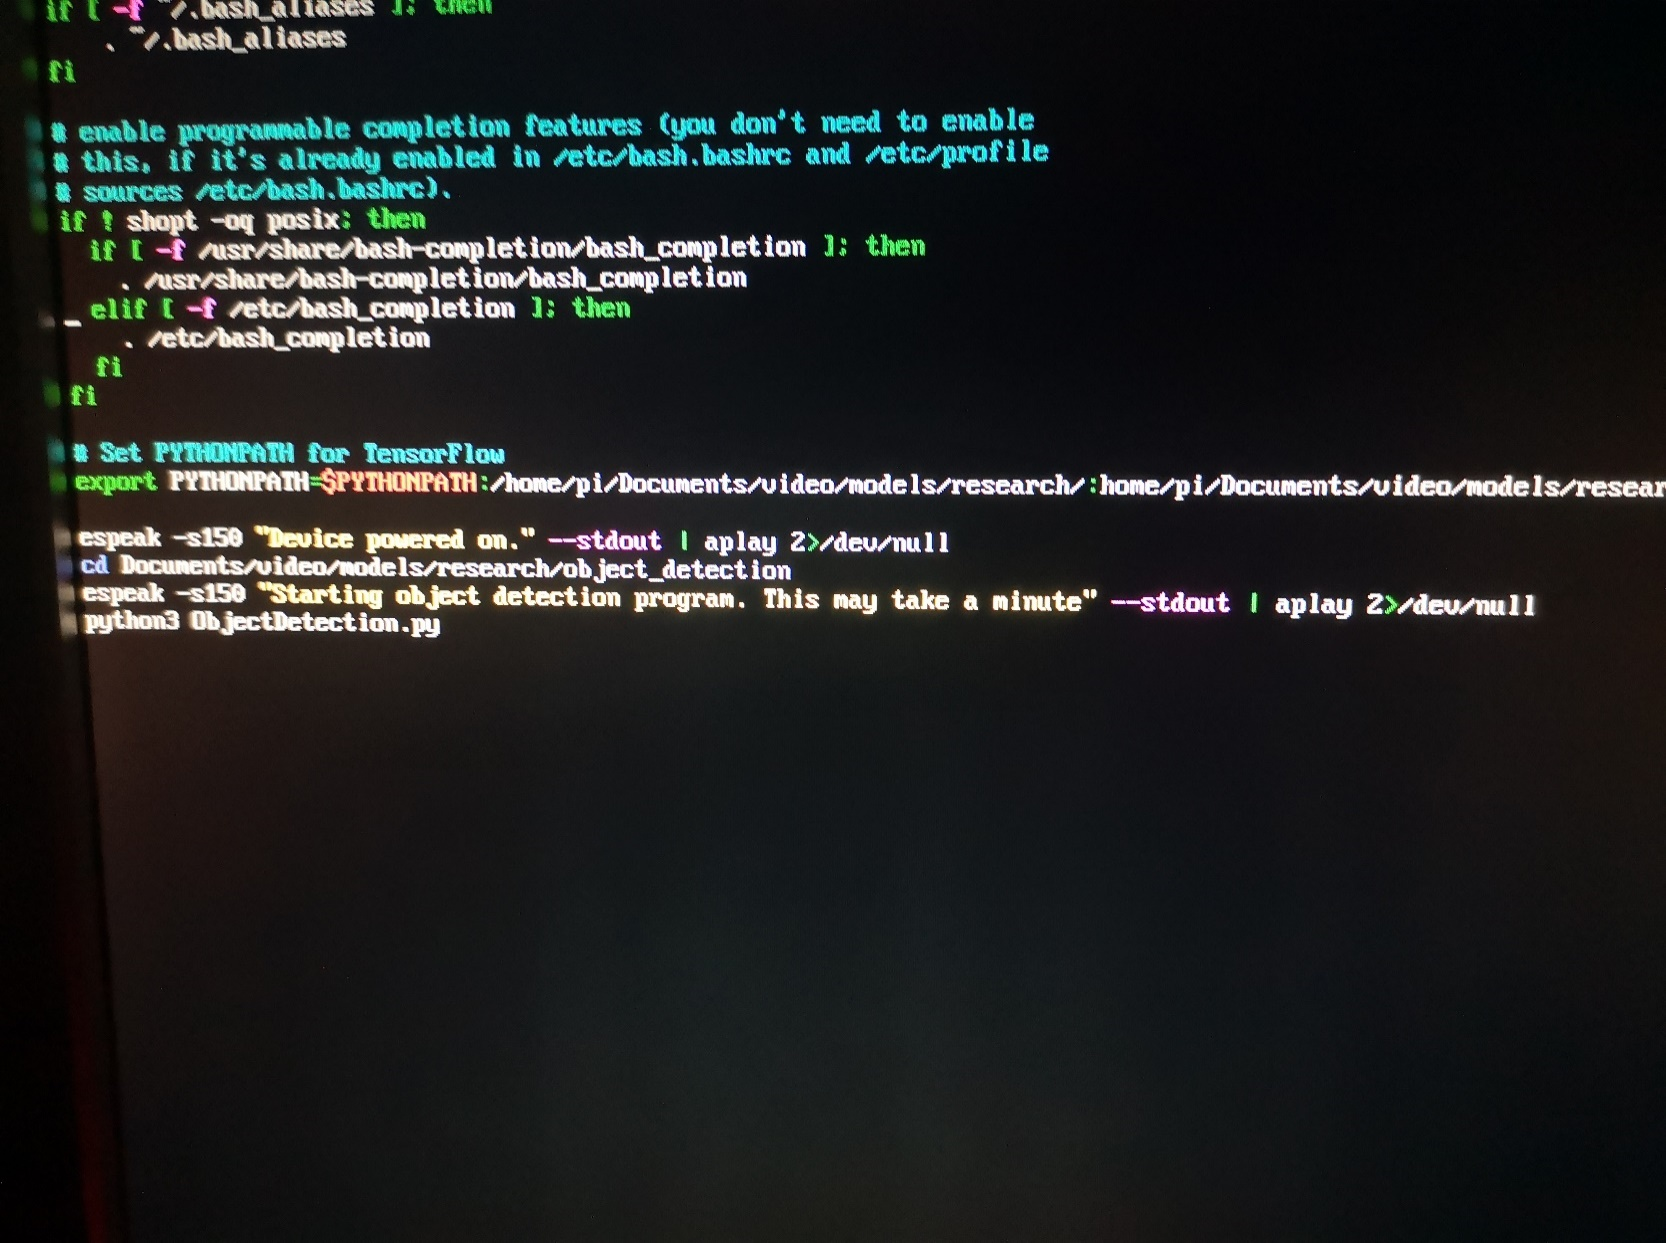 if [ -f ~/.bash_aliases ]; then
    . ~/.bash_aliases
fi

# enable programmable completion features (you don't need to enable
# this, if it's already enabled in /etc/bash.bashrc and /etc/profile
# sources /etc/bash.bashrc).
if ! shopt -oq posix; then
  if [ -f /usr/share/bash-completion/bash_completion ]; then
    . /usr/share/bash-completion/bash_completion
  elif [ -f /etc/bash_completion ]; then
    . /etc/bash_completion
  fi
fi

# Set PYTHONPATH for TensorFlow
export PYTHONPATH=$PYTHONPATH:/home/pi/Documents/video/models/research/:home/pi/Documents/video/models/resear

espeak -s150 "Device powered on." --stdout | aplay 2>/dev/null
cd Documents/video/models/research/object_detection
espeak -s150 "Starting object detection program. This may take a minute" --stdout | aplay 2>/dev/null
python3 ObjectDetection.py